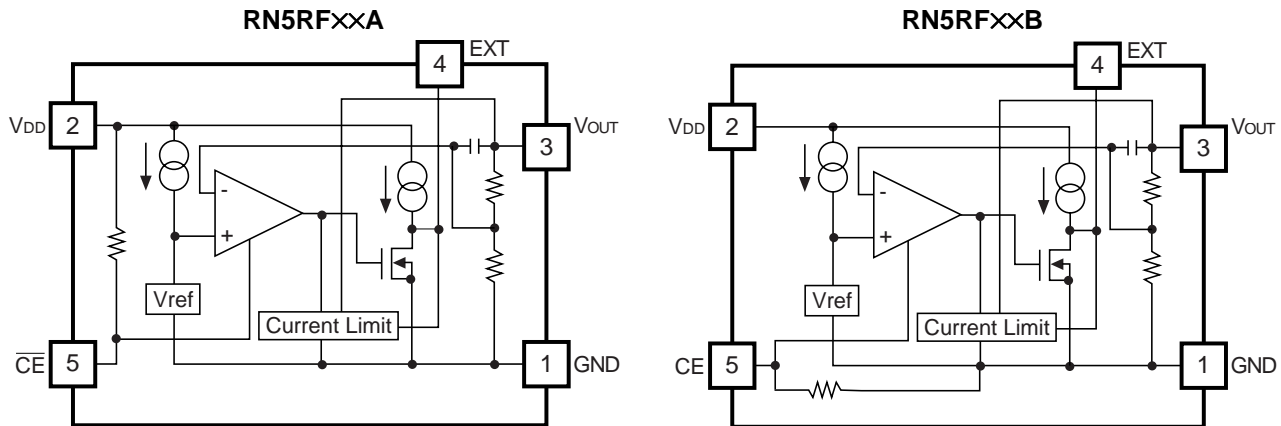 RN5RF××A
EXT
4
VDD 2
VOUT
3
-
+
Vref
Current Limit
C̅E̅ 5
1 GND
RN5RF××B
EXT
4
VDD 2
VOUT
3
-
+
Vref
Current Limit
CE 5
1 GND